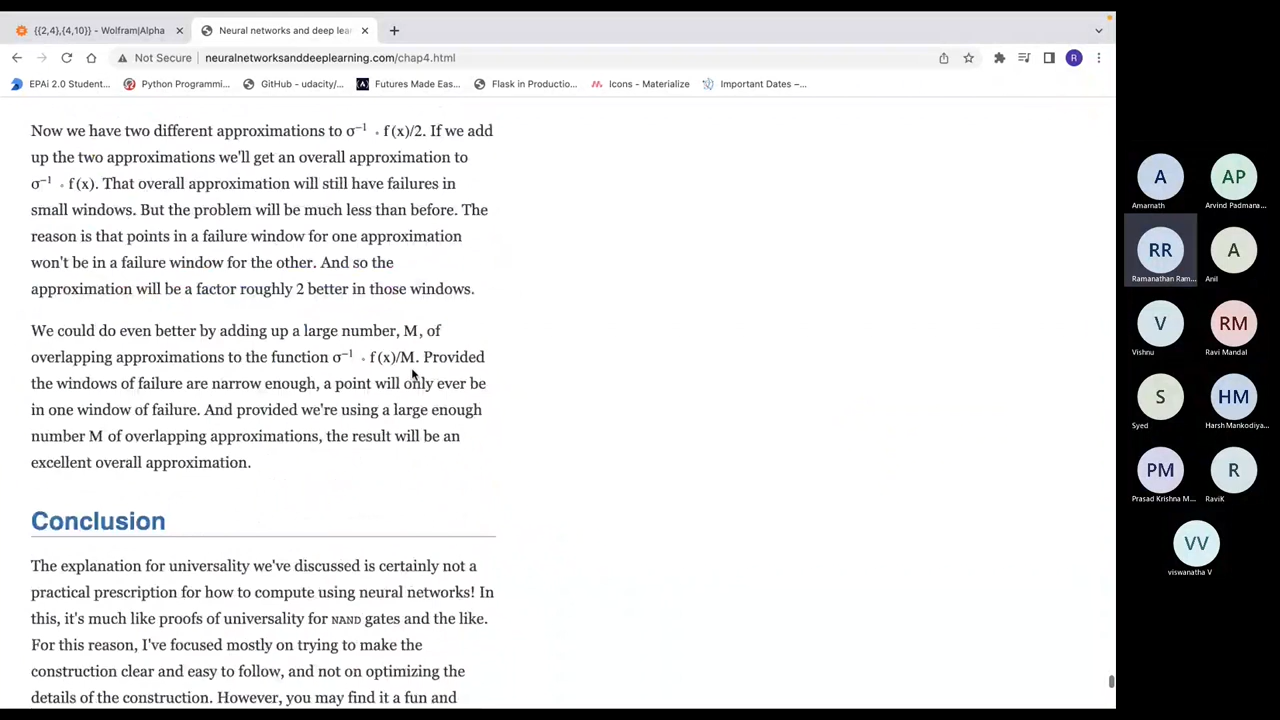 {{2,4},{4,10}} - Wolfram|Alpha
Neural networks and deep lea
Not Secure
neuralnetworksanddeeplearning.com/chap4.html
R
EPAi 2.0 Student...
Python Programmi...
GitHub - udacity/...
Futures Made Eas...
Flask in Productio...
Icons - Materialize
Important Dates –...
Now we have two different approximations to σ⁻¹ ∘ f(x)/2. If we add
up the two approximations we'll get an overall approximation to
σ⁻¹ ∘ f(x). That overall approximation will still have failures in
small windows. But the problem will be much less than before. The
reason is that points in a failure window for one approximation
won't be in a failure window for the other. And so the
approximation will be a factor roughly 2 better in those windows.
We could do even better by adding up a large number, M, of
overlapping approximations to the function σ⁻¹ ∘ f(x)/M. Provided
the windows of failure are narrow enough, a point will only ever be
in one window of failure. And provided we're using a large enough
number M of overlapping approximations, the result will be an
excellent overall approximation.
Conclusion
The explanation for universality we've discussed is certainly not a
practical prescription for how to compute using neural networks! In
this, it's much like proofs of universality for NAND gates and the like.
For this reason, I've focused mostly on trying to make the
construction clear and easy to follow, and not on optimizing the
details of the construction. However, you may find it a fun and
A
Amarnath
AP
Arvind Padmana...
RR
Ramanathan Ram...
A
Anil
V
Vishnu
RM
Ravi Mandal
S
Syed
HM
Harsh Mankodiya...
PM
Prasad Krishna M...
R
RaviK
VV
viswanatha V